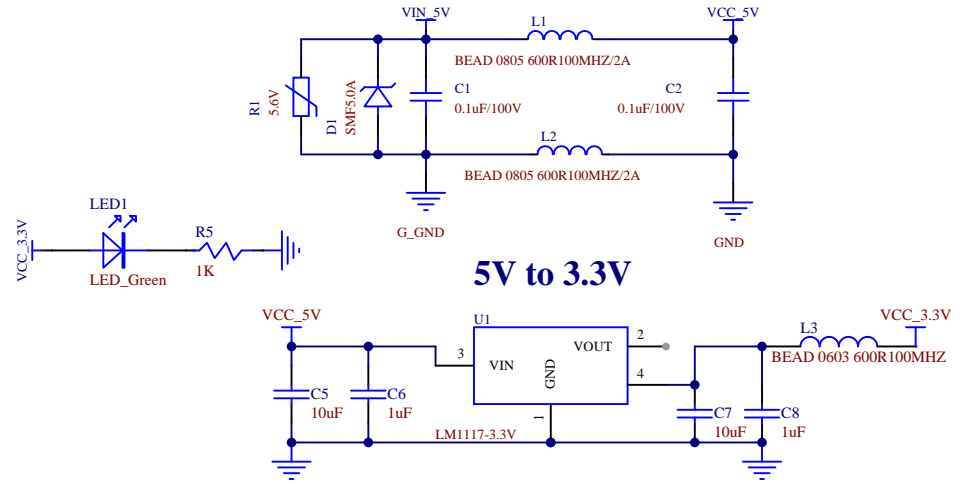 VIN_5V
L1
VCC_5V
BEAD 0805 600R100MHZ/2A
R1
5.6V
D1
SMF5.0A
C1
0.1uF/100V
C2
0.1uF/100V
L2
BEAD 0805 600R100MHZ/2A
G_GND
GND
VCC_3.3V
LED1
LED_Green
R5
1K
5V to 3.3V
VCC_5V
U1
VCC_3.3V
L3
BEAD 0603 600R100MHZ
3
VIN
VOUT
2
GND
4
1
C5
10uF
C6
1uF
C7
10uF
C8
1uF
LM1117-3.3V